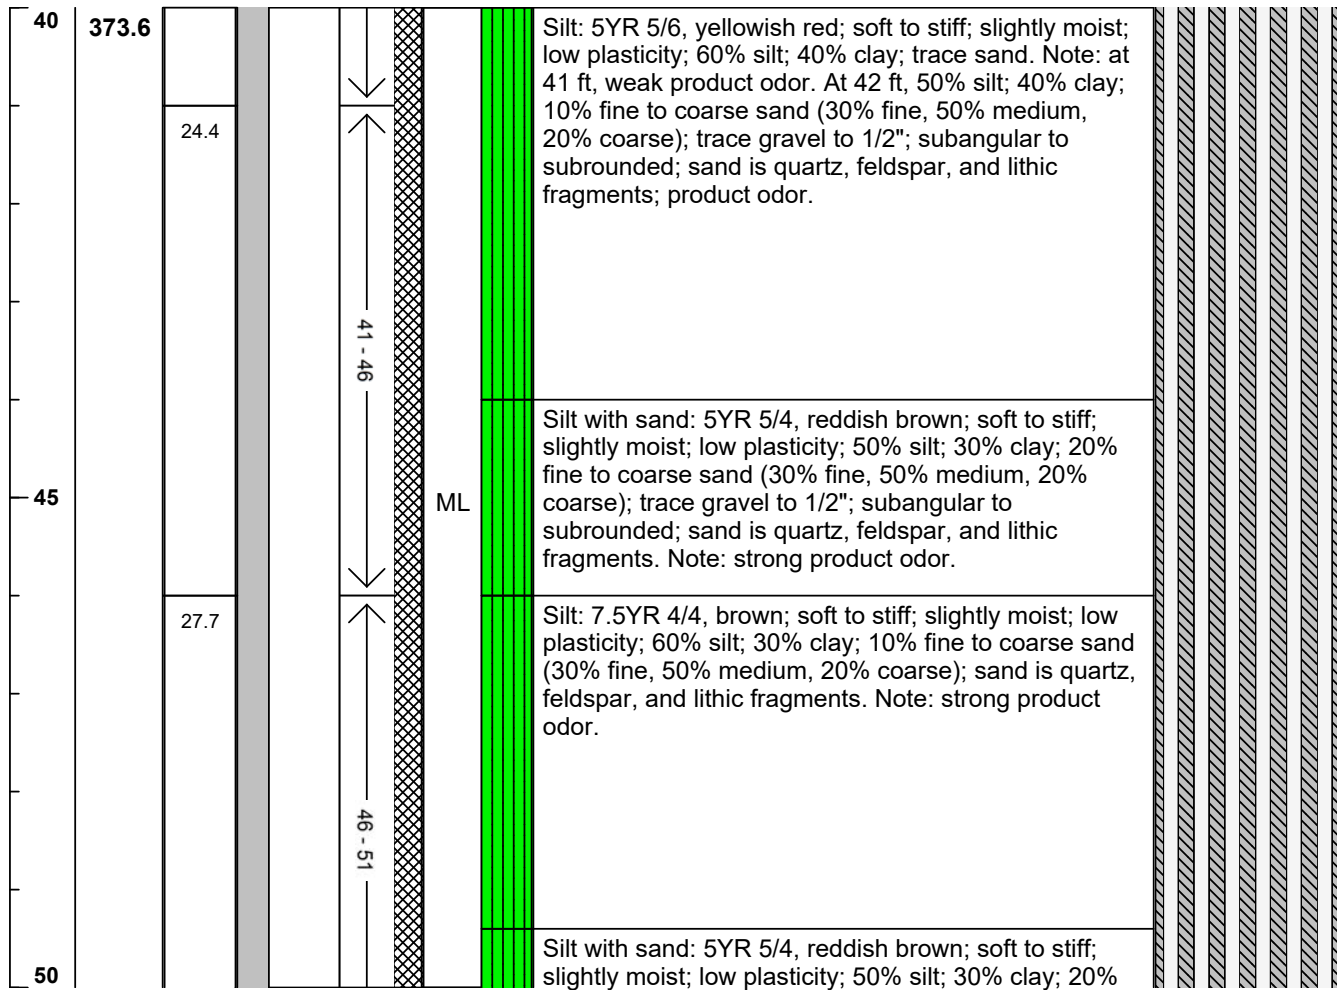 40
373.6
24.4
41 - 46
45
27.7
46 - 51
50
ML
Silt: 5YR 5/6, yellowish red; soft to stiff; slightly moist;
low plasticity; 60% silt; 40% clay; trace sand. Note: at
41 ft, weak product odor. At 42 ft, 50% silt; 40% clay;
10% fine to coarse sand (30% fine, 50% medium,
20% coarse); trace gravel to 1/2"; subangular to
subrounded; sand is quartz, feldspar, and lithic
fragments; product odor.
Silt with sand: 5YR 5/4, reddish brown; soft to stiff;
slightly moist; low plasticity; 50% silt; 30% clay; 20%
fine to coarse sand (30% fine, 50% medium, 20%
coarse); trace gravel to 1/2"; subangular to
subrounded; sand is quartz, feldspar, and lithic
fragments. Note: strong product odor.
Silt: 7.5YR 4/4, brown; soft to stiff; slightly moist; low
plasticity; 60% silt; 30% clay; 10% fine to coarse sand
(30% fine, 50% medium, 20% coarse); sand is quartz,
feldspar, and lithic fragments. Note: strong product
odor.
Silt with sand: 5YR 5/4, reddish brown; soft to stiff;
slightly moist; low plasticity; 50% silt; 30% clay; 20%